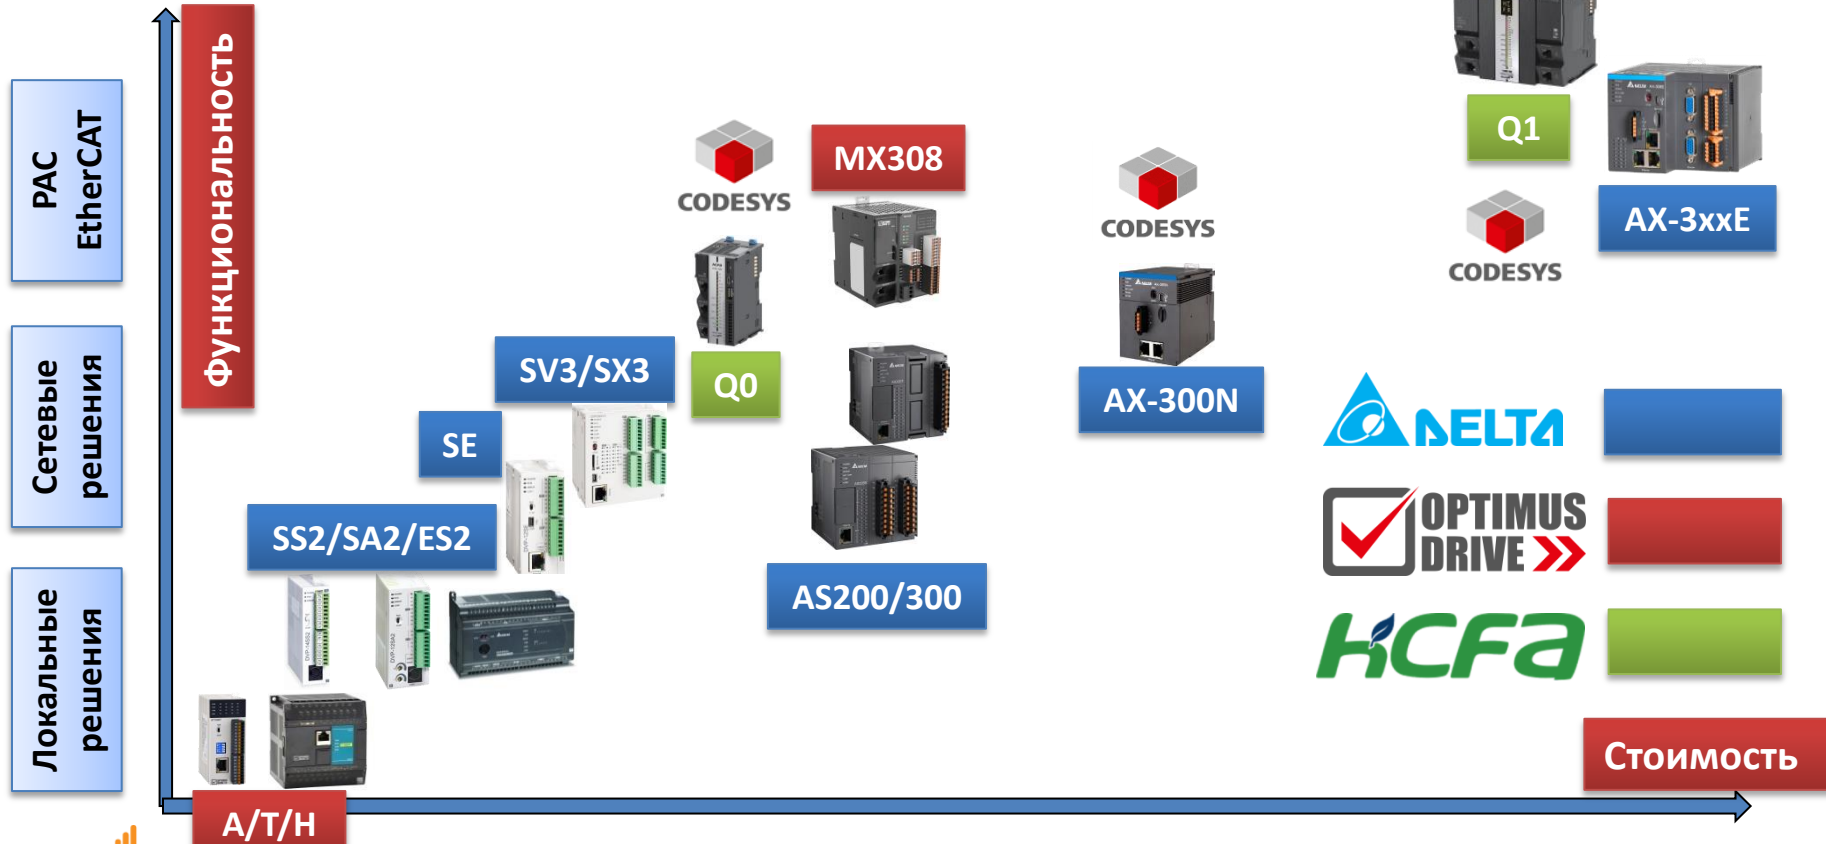 Функциональность
PAC
EtherCAT
Сетевые
решения
Локальные
решения
Q1
AX-3xxE
CODESYS
MX308
CODESYS
CODESYS
SV3/SX3
Q0
AX-300N
SE
SS2/SA2/ES2
AS200/300
DELTA
OPTIMUS
DRIVE
HCFA
Стоимость
A/T/H